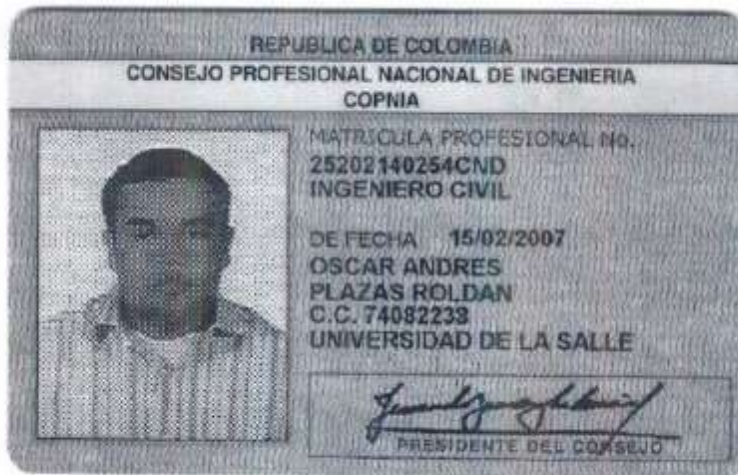 REPUBLICA DE COLOMBIA
CONSEJO PROFESIONAL NACIONAL DE INGENIERIA
COPNIA
MATRICULA PROFESIONAL No.
25202140254CND
INGENIERO CIVIL
DE FECHA 15/02/2007
OSCAR ANDRES
PLAZAS ROLDAN
C.C. 74082238
UNIVERSIDAD DE LA SALLE
PRESIDENTE DEL CONSEJO